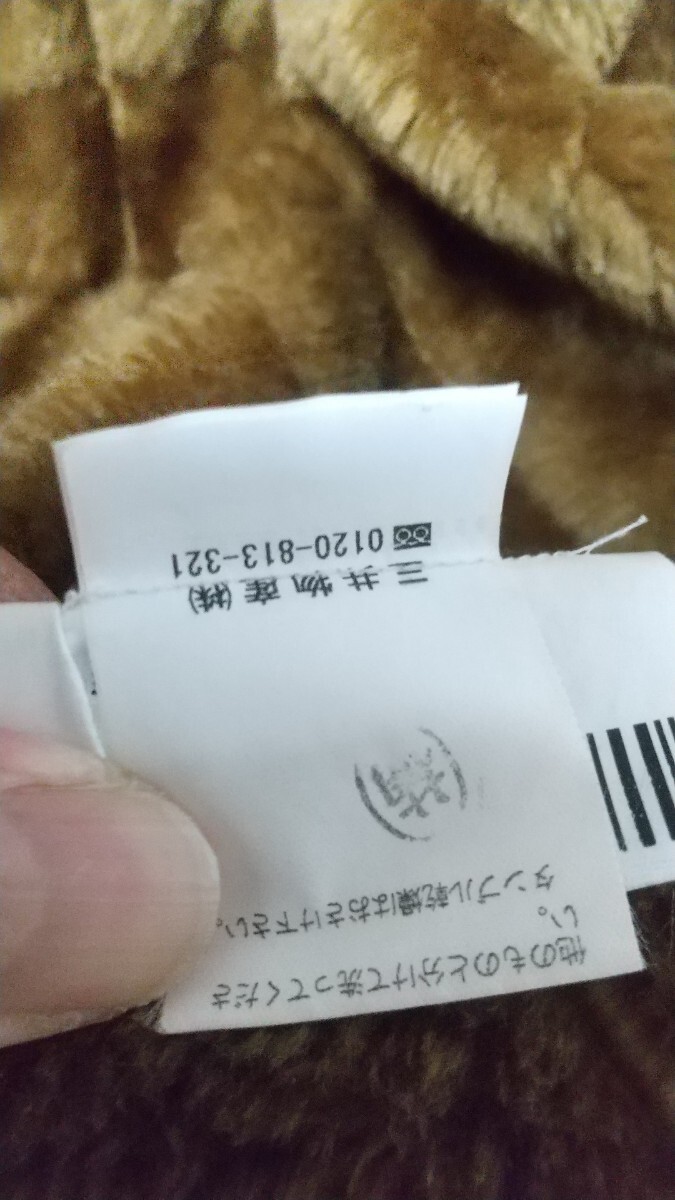 他のものと分けて洗ってくださ
い。
タンブル乾燥はおさけ下さい。
三井物産㈱
0120-813-321